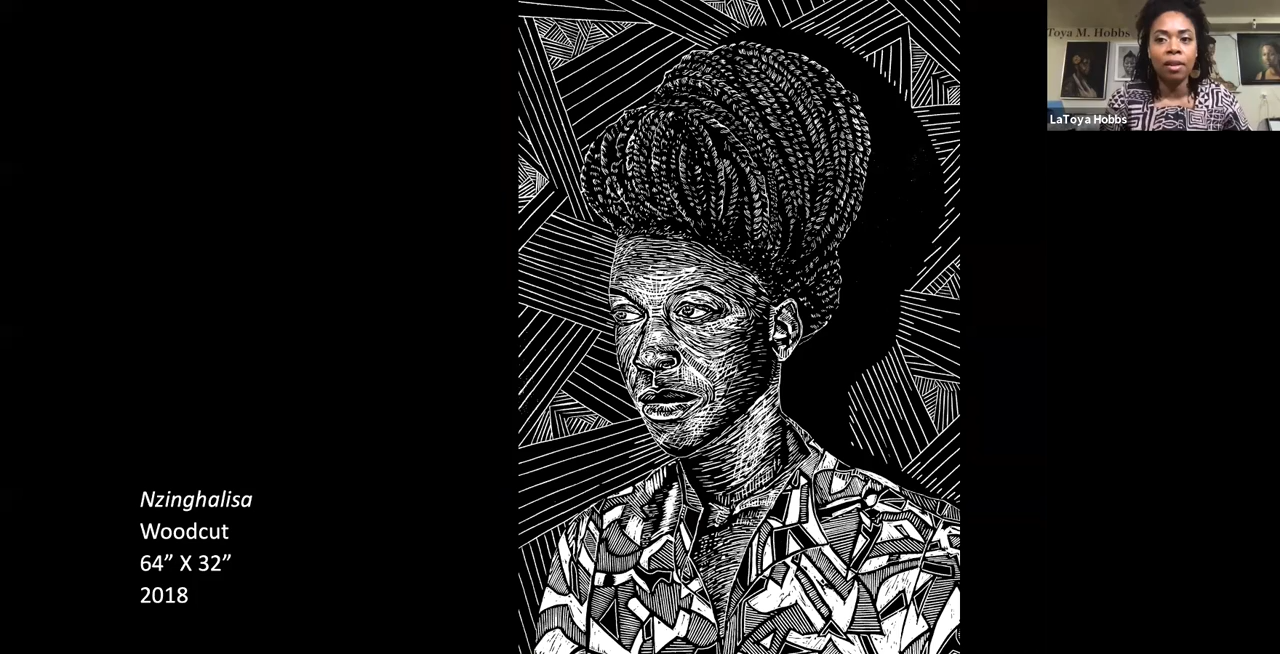 Nzinghalisa
Woodcut
64” X 32”
2018
Toya M. Hobbs
LaToya Hobbs